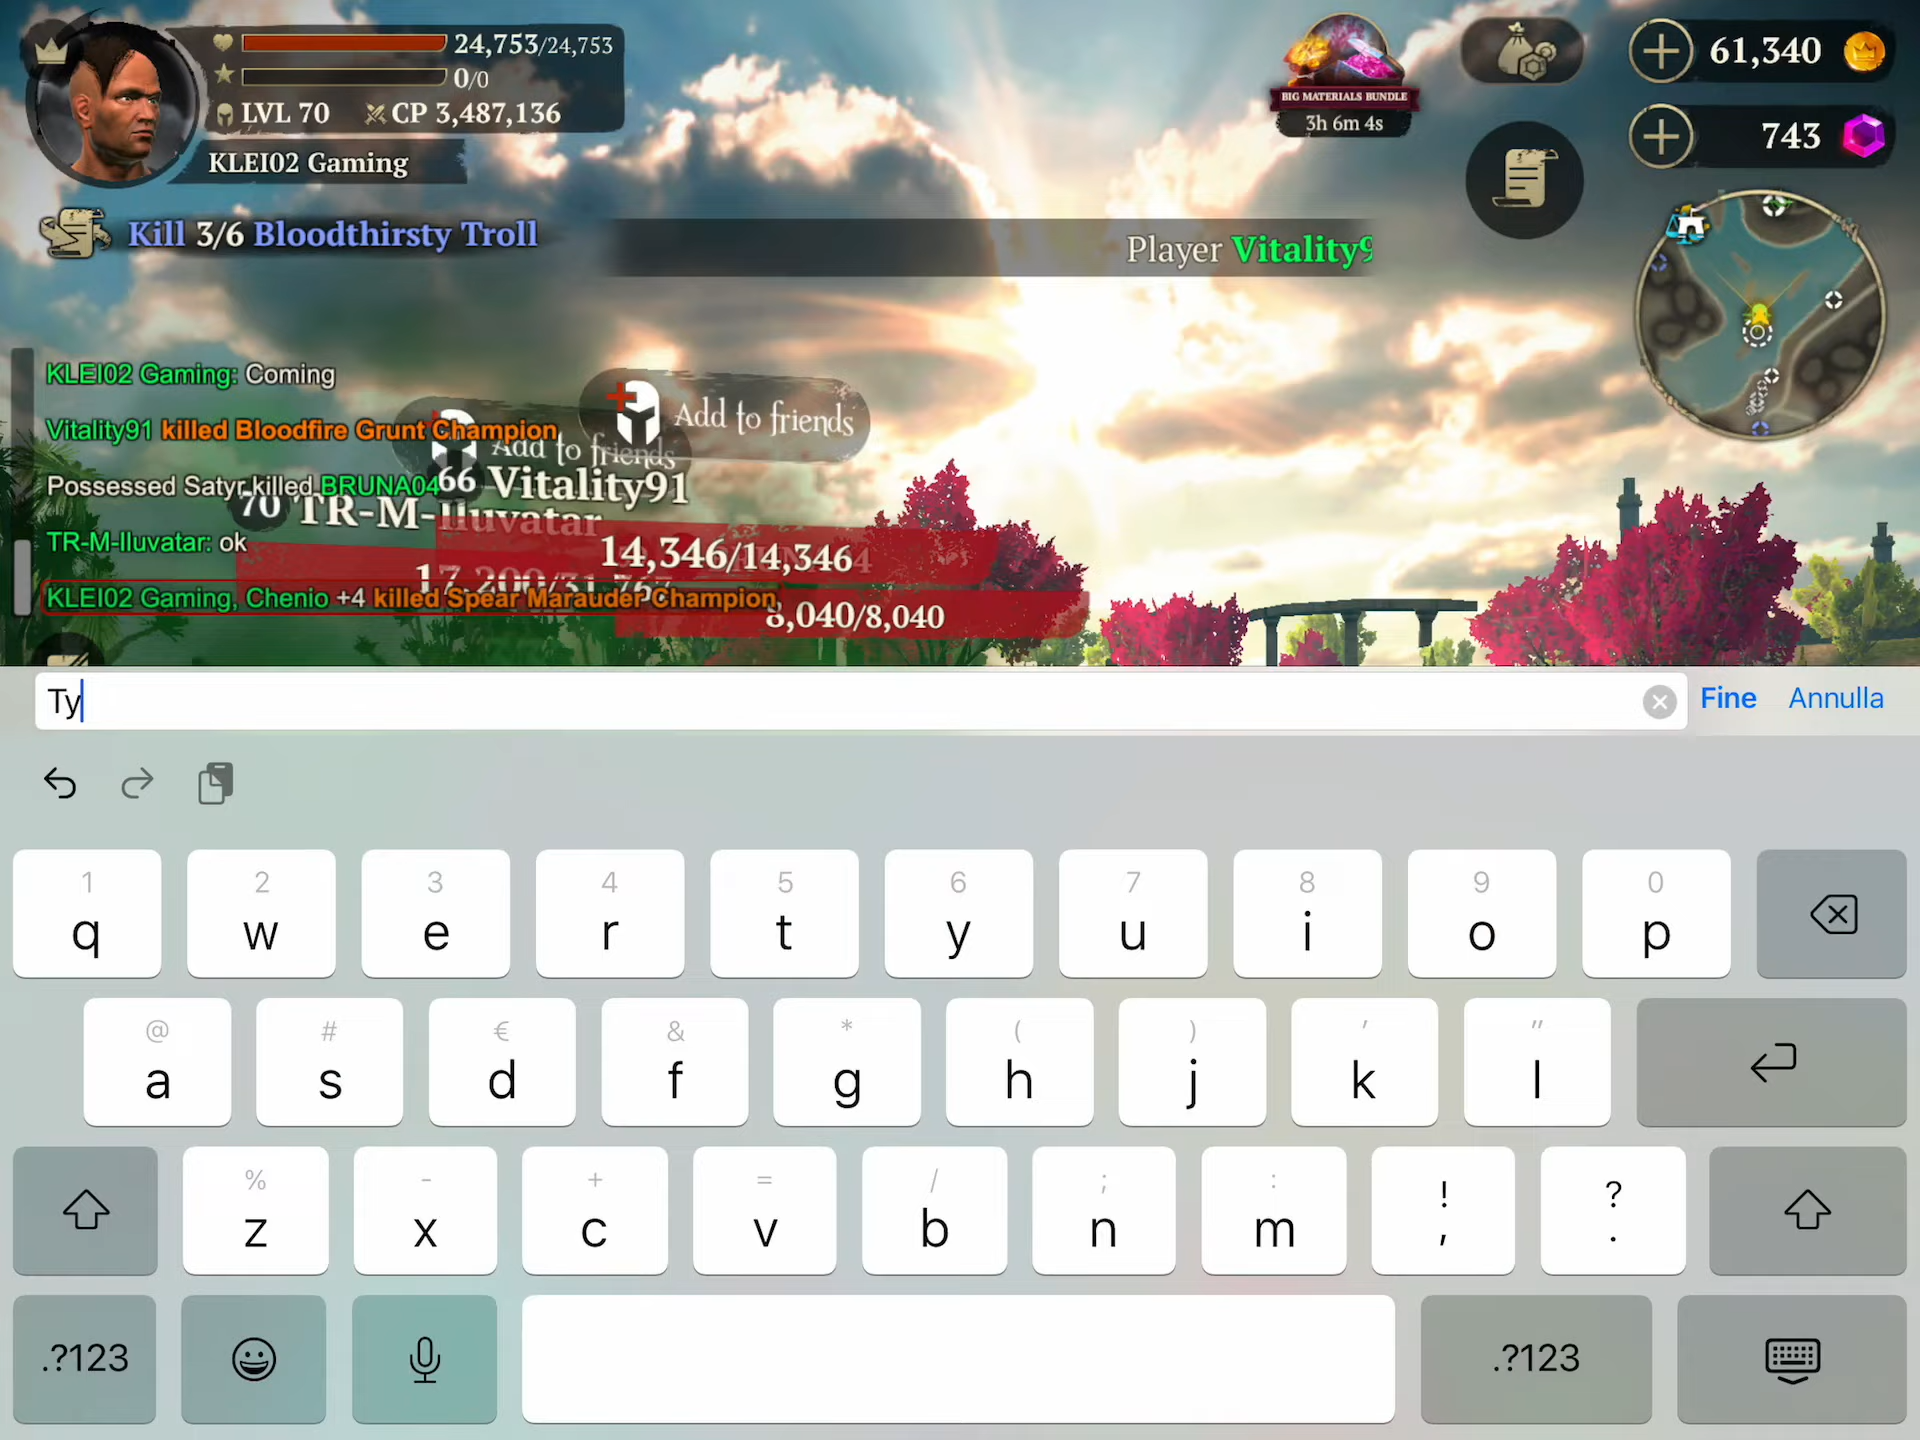 24,753/24,753
0/0
LVL 70 CP 3,487,136
KLEI02 Gaming
BIG MATERIALS BUNDLE
3h 6m 4s
61,340
743
Kill 3/6 Bloodthirsty Troll
Player Vitality9
KLEI02 Gaming: Coming
Add to friends
Vitality91 killed Bloodfire Grunt Champion
Add to friends
Possessed Satyr killed BRUNA04
66 Vitality91
70 TR-M-Iluvatar
TR-M-Iluvatar: ok
14,346/14,346
KLEI02 Gaming, Chenio +4 killed Spear Marauder Champion
8,040/8,040
Ty
Fine Annulla
1 2 3 4 5 6 7 8 9 0
q w e r t y u i o p
@ # € & * ( ) ' "
a s d f g h j k l
% - + = / ; : ! ?
z x c v b n m , .
.?123 .?123